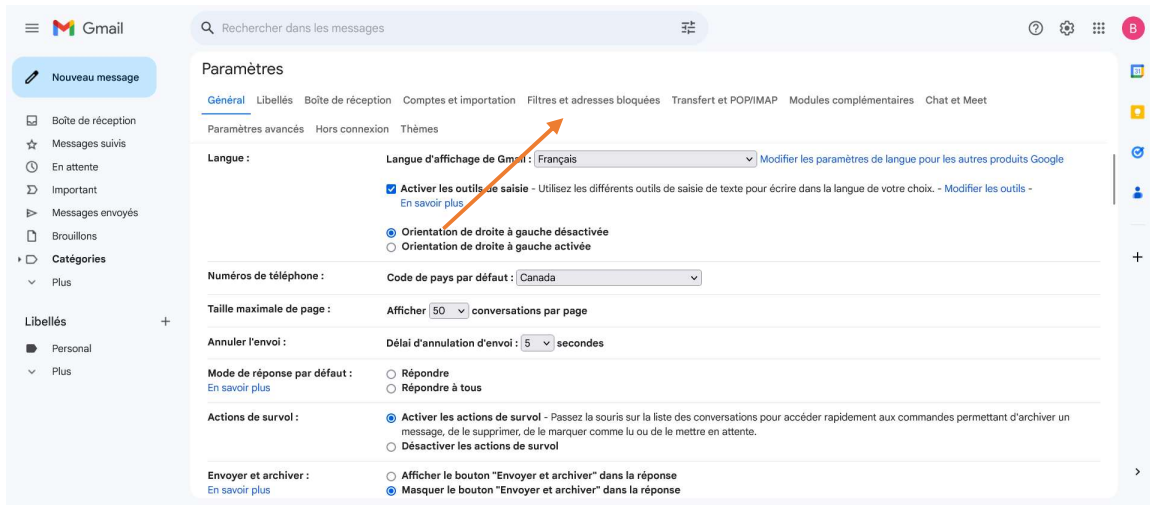 Gmail
Rechercher dans les messages
B
Nouveau message
Boîte de réception
Messages suivis
En attente
Important
Messages envoyés
Brouillons
Catégories
Plus
Libellés
Personal
Plus
Paramètres
Général Libellés Boîte de réception Comptes et importation Filtres et adresses bloquées Transfert et POP/IMAP Modules complémentaires Chat et Meet
Paramètres avancés Hors connexion Thèmes
Langue : Langue d'affichage de Gmail : Français Modifier les paramètres de langue pour les autres produits Google
Activer les outils de saisie - Utilisez les différents outils de saisie de texte pour écrire dans la langue de votre choix. - Modifier les outils -
En savoir plus
Orientation de droite à gauche désactivée
Orientation de droite à gauche activée
Numéros de téléphone : Code de pays par défaut : Canada
Taille maximale de page : Afficher 50 conversations par page
Annuler l'envoi : Délai d'annulation d'envoi : 5 secondes
Mode de réponse par défaut : Répondre
En savoir plus Répondre à tous
Actions de survol : Activer les actions de survol - Passez la souris sur la liste des conversations pour accéder rapidement aux commandes permettant d'archiver un
message, de le supprimer, de le marquer comme lu ou de le mettre en attente.
Désactiver les actions de survol
Envoyer et archiver : Afficher le bouton "Envoyer et archiver" dans la réponse
En savoir plus Masquer le bouton "Envoyer et archiver" dans la réponse
31